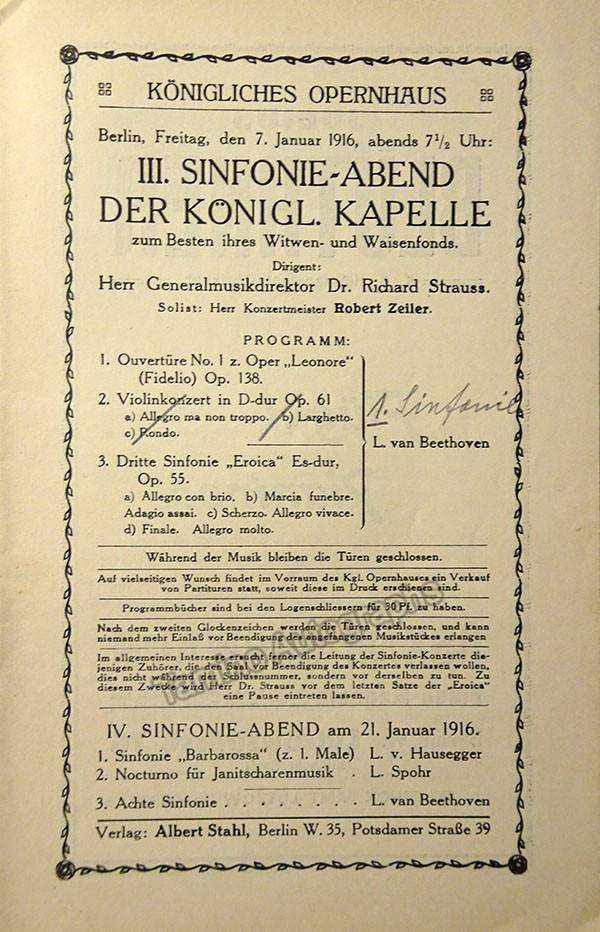 KÖNIGLICHES OPERNHAUS
Berlin, Freitag, den 7. Januar 1916, abends 7 1/2 Uhr:
III. SINFONIE-ABEND
DER KÖNIGL. KAPELLE
zum Besten ihres Witwen- und Waisenfonds.
Dirigent:
Herr Generalmusikdirektor Dr. Richard Strauss.
Solist: Herr Konzertmeister Robert Zeiler.
PROGRAMM:
1. Ouvertüre No. 1 z. Oper „Leonore"
(Fidelio) Op. 138.
2. Violinkonzert in D-dur Op. 61
a) Allegro ma non troppo. b) Larghetto.
c) Rondo.
1. Sinfonie
L. van Beethoven
3. Dritte Sinfonie „Eroica" Es-dur,
Op. 55.
a) Allegro con brio. b) Marcia funebre.
Adagio assai. c) Scherzo. Allegro vivace.
d) Finale. Allegro molto.
Während der Musik bleiben die Türen geschlossen.
Auf vielseitigen Wunsch findet im Vorraum des Kgl. Opernhauses ein Verkauf
von Partituren statt, soweit diese im Druck erschienen sind.
Programmbücher sind bei den Logenschliessern für 30 Pf. zu haben.
Nach dem zweiten Glockenzeichen werden die Türen geschlossen, und kann
niemand mehr Einlaß vor Beendigung des angefangenen Musikstückes erlangen
Im allgemeinen Interesse ersucht ferner die Leitung der Sinfonie-Konzerte die-
jenigen Zuhörer, die den Saal vor Beendigung des Konzertes verlassen wollen,
dies nicht während der Schlussnummer, sondern vor derselben zu tun. Zu
diesem Zwecke wird Herr Dr. Strauss vor dem letzten Satze der „Eroica"
eine Pause eintreten lassen.
IV. SINFONIE-ABEND am 21. Januar 1916.
1. Sinfonie „Barbarossa" (z. 1. Male) L. v. Hausegger
2. Nocturno für Janitscharenmusik . L. Spohr
3. Achte Sinfonie . . . . . . . . L. van Beethoven
Verlag: Albert Stahl, Berlin W. 35, Potsdamer Straße 39